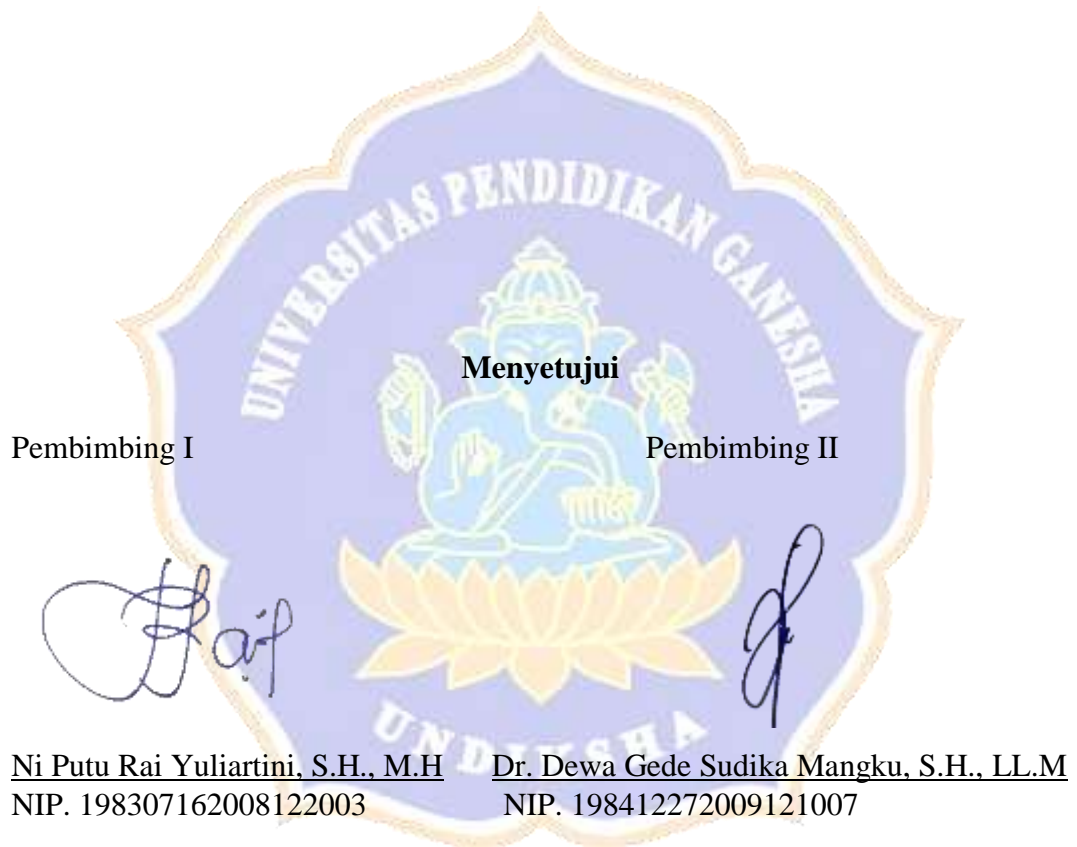 UNIVERSITAS PENDIDIKAN GANESHA
Menyetujui
Pembimbing I Pembimbing II
UNDIKSHA
Ni Putu Rai Yuliartini, S.H., M.H Dr. Dewa Gede Sudika Mangku, S.H., LL.M
NIP. 198307162008122003 NIP. 198412272009121007